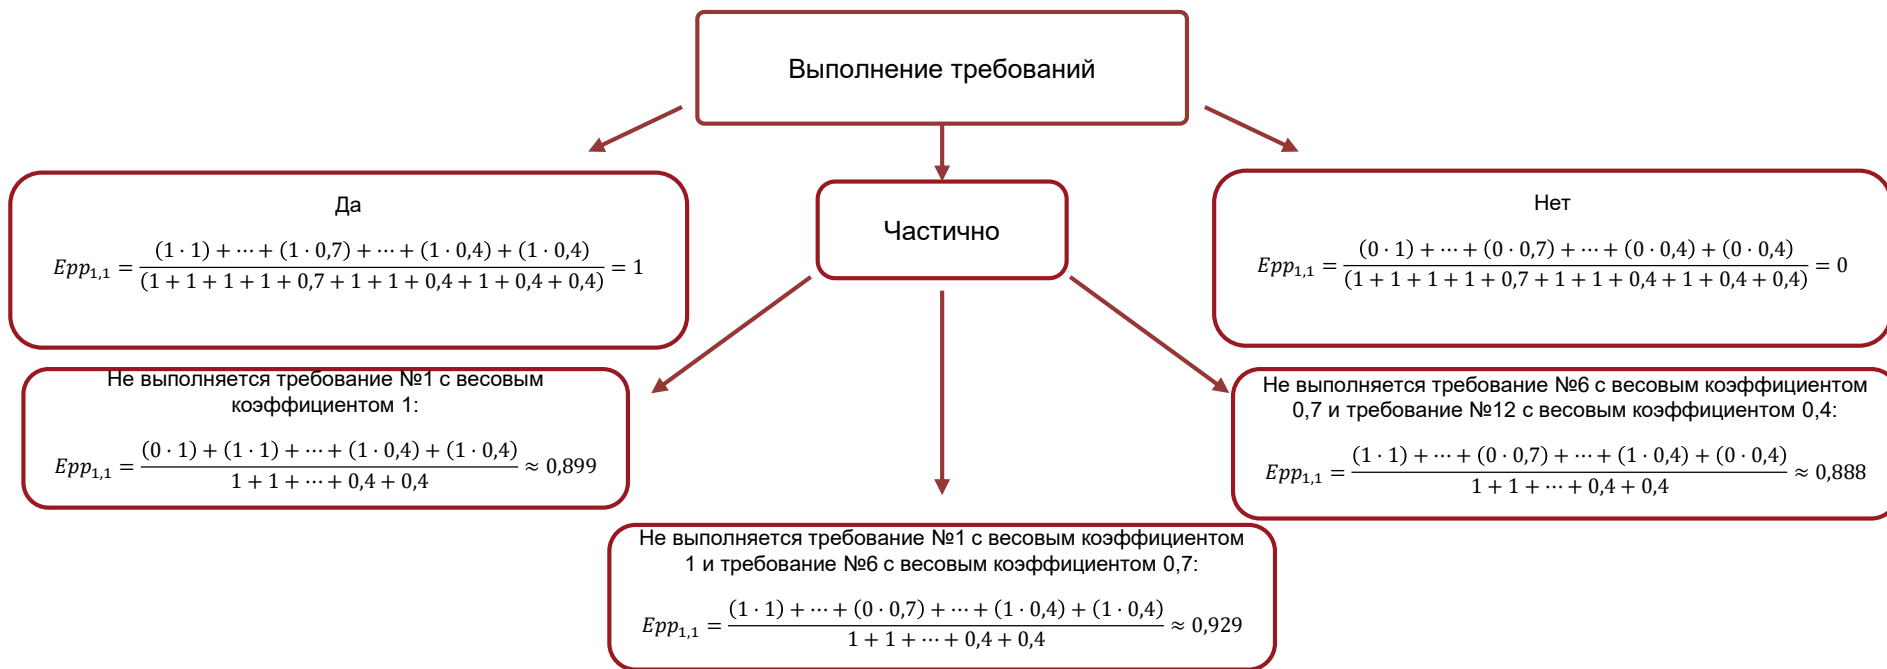 Выполнение требований
Да
Epp₁,₁ = ((1 · 1) + ⋯ + (1 · 0,7) + ⋯ + (1 · 0,4) + (1 · 0,4)) / (1 + 1 + 1 + 1 + 0,7 + 1 + 1 + 0,4 + 1 + 0,4 + 0,4) = 1
Частично
Нет
Epp₁,₁ = ((0 · 1) + ⋯ + (0 · 0,7) + ⋯ + (0 · 0,4) + (0 · 0,4)) / (1 + 1 + 1 + 1 + 0,7 + 1 + 1 + 0,4 + 1 + 0,4 + 0,4) = 0
Не выполняется требование №1 с весовым
коэффициентом 1:
Epp₁,₁ = ((0 · 1) + (1 · 1) + ⋯ + (1 · 0,4) + (1 · 0,4)) / (1 + 1 + ⋯ + 0,4 + 0,4) ≈ 0,899
Не выполняется требование №6 с весовым коэффициентом
0,7 и требование №12 с весовым коэффициентом 0,4:
Epp₁,₁ = ((1 · 1) + ⋯ + (0 · 0,7) + ⋯ + (1 · 0,4) + (0 · 0,4)) / (1 + 1 + ⋯ + 0,4 + 0,4) ≈ 0,888
Не выполняется требование №1 с весовым коэффициентом
1 и требование №6 с весовым коэффициентом 0,7:
Epp₁,₁ = ((1 · 1) + ⋯ + (0 · 0,7) + ⋯ + (1 · 0,4) + (1 · 0,4)) / (1 + 1 + ⋯ + 0,4 + 0,4) ≈ 0,929